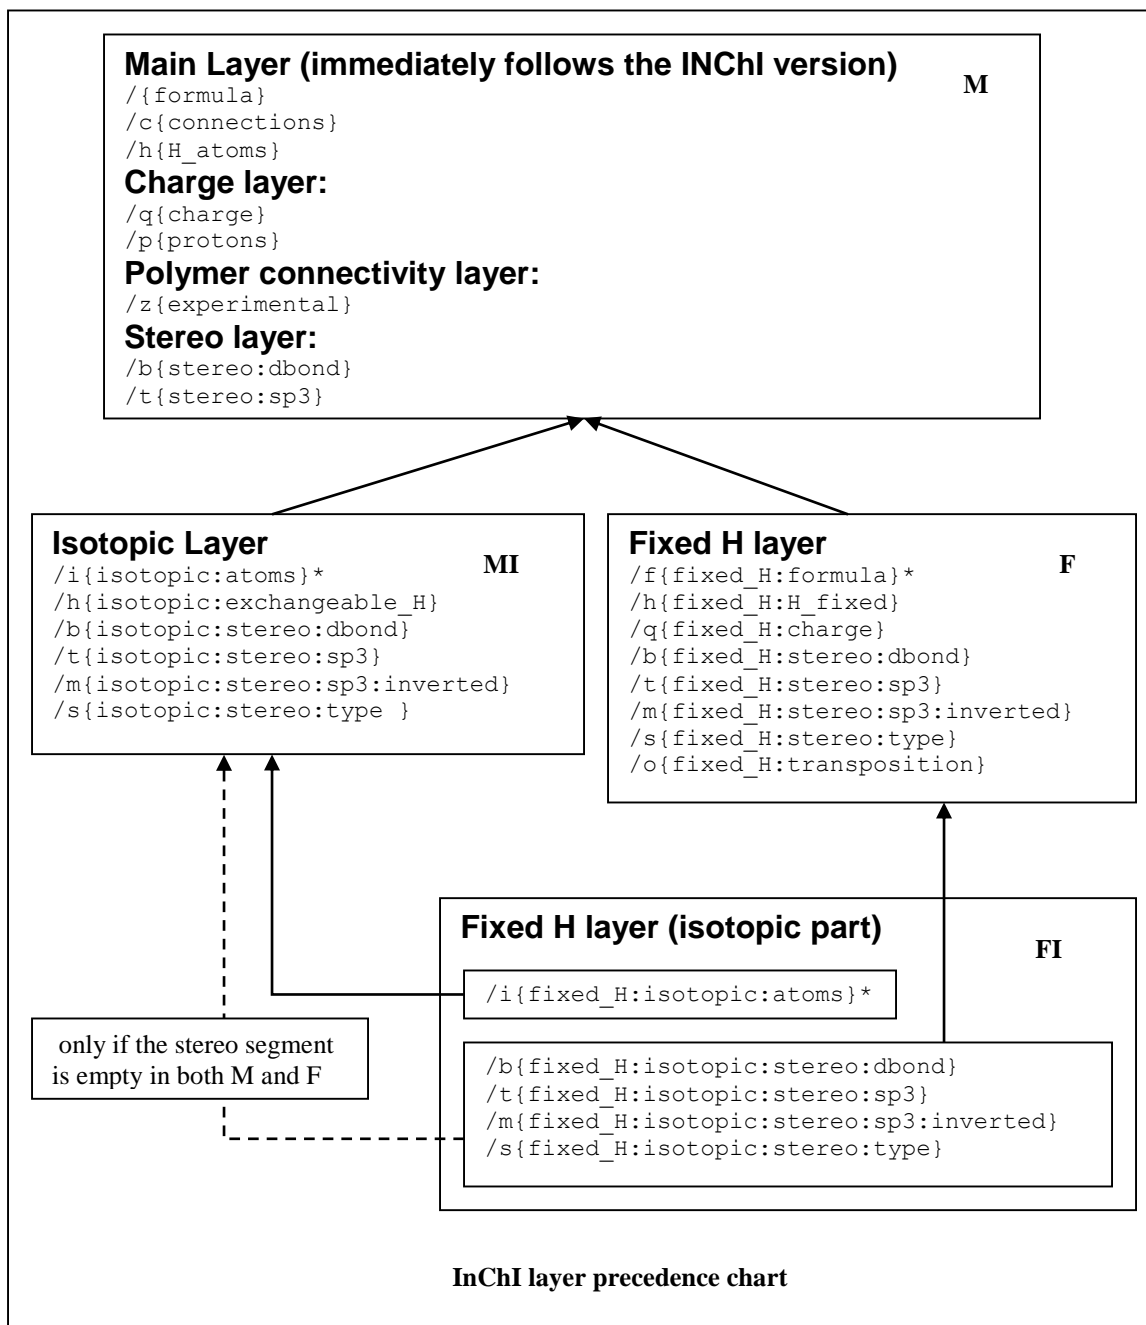 Main Layer (immediately follows the INChI version)
M
/{formula}
/c{connections}
/h{H_atoms}
Charge layer:
/q{charge}
/p{protons}
Polymer connectivity layer:
/z{experimental}
Stereo layer:
/b{stereo:dbond}
/t{stereo:sp3}
Isotopic Layer
MI
/i{isotopic:atoms}*
/h{isotopic:exchangeable_H}
/b{isotopic:stereo:dbond}
/t{isotopic:stereo:sp3}
/m{isotopic:stereo:sp3:inverted}
/s{isotopic:stereo:type }
Fixed H layer
F
/f{fixed_H:formula}*
/h{fixed_H:H_fixed}
/q{fixed_H:charge}
/b{fixed_H:stereo:dbond}
/t{fixed_H:stereo:sp3}
/m{fixed_H:stereo:sp3:inverted}
/s{fixed_H:stereo:type}
/o{fixed_H:transposition}
Fixed H layer (isotopic part)
FI
/i{fixed_H:isotopic:atoms}*
only if the stereo segment
is empty in both M and F
/b{fixed_H:isotopic:stereo:dbond}
/t{fixed_H:isotopic:stereo:sp3}
/m{fixed_H:isotopic:stereo:sp3:inverted}
/s{fixed_H:isotopic:stereo:type}
InChI layer precedence chart